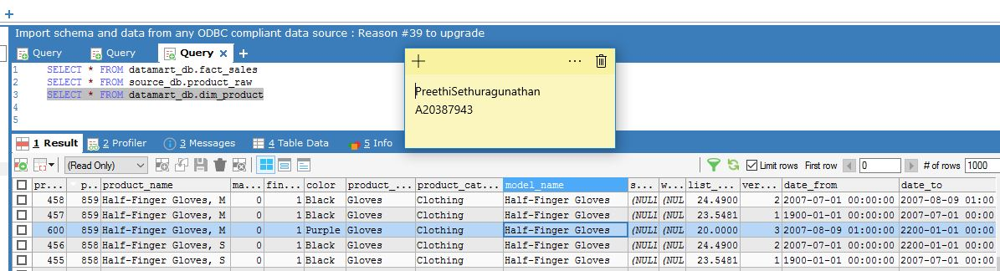 +
Import schema and data from any ODBC compliant data source : Reason #39 to upgrade
Query Query Query × +
1 SELECT * FROM datamart_db.fact_sales
2 SELECT * FROM source_db.product_raw
3 SELECT * FROM datamart_db.dim_product
4
5
+ ...
PreethiSethuragunathan
A20387943
1 Result 2 Profiler 3 Messages 4 Table Data 5 Info
(Read Only) Limit rows First row 0 # of rows 1000
pr... p... product_name ma... fin... color product_... product_cat... model_name s... w... list_... ver... date_from date_to
458 859 Half-Finger Gloves, M 0 1 Black Gloves Clothing Half-Finger Gloves (NULI (NUL 24.4900 2 2007-07-01 00:00:00 2007-08-09 01:00
457 859 Half-Finger Gloves, M 0 1 Black Gloves Clothing Half-Finger Gloves (NULI (NUL 23.5481 1 1900-01-01 00:00:00 2007-07-01 00:00
600 859 Half-Finger Gloves, M 0 1 Purple Gloves Clothing Half-Finger Gloves (NULI (NUL 20.0000 3 2007-08-09 01:00:00 2200-01-01 00:00
456 858 Half-Finger Gloves, S 0 1 Black Gloves Clothing Half-Finger Gloves (NULI (NUL 24.4900 2 2007-07-01 00:00:00 2200-01-01 00:00
455 858 Half-Finger Gloves, S 0 1 Black Gloves Clothing Half-Finger Gloves (NULI (NUL 23.5481 1 1900-01-01 00:00:00 2007-07-01 00:00